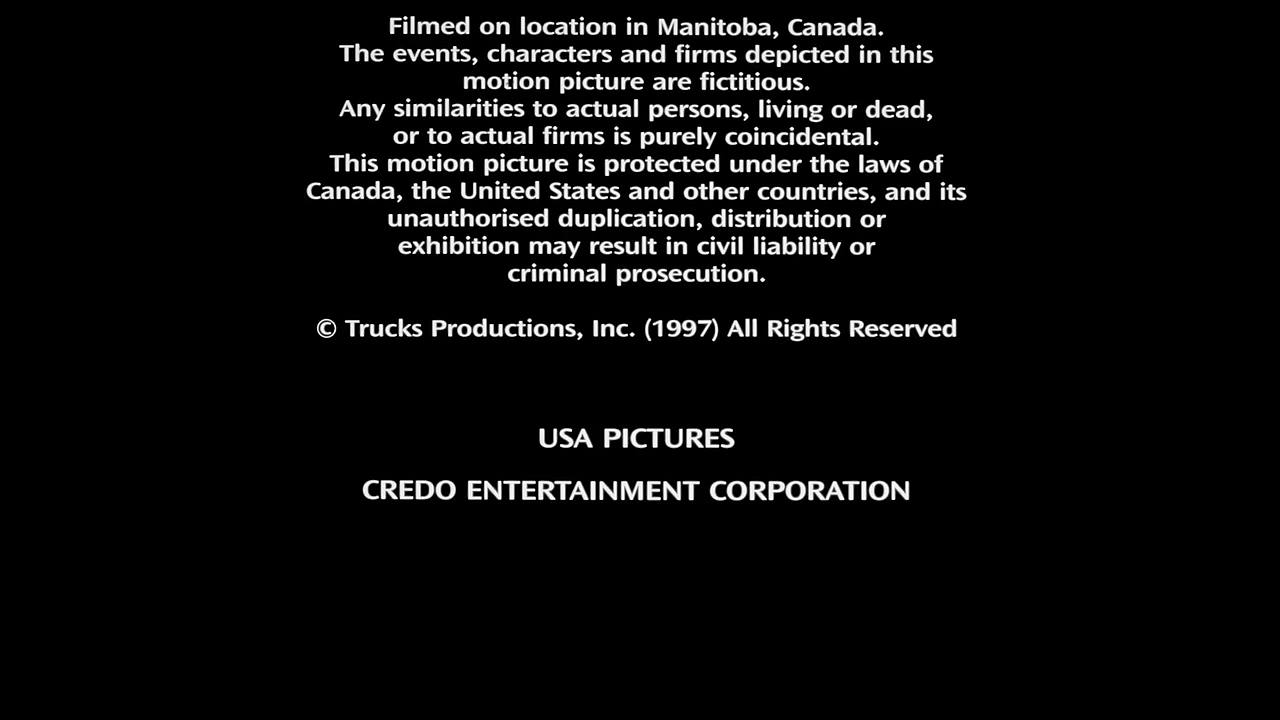 Filmed on location in Manitoba, Canada.
The events, characters and firms depicted in this
motion picture are fictitious.
Any similarities to actual persons, living or dead,
or to actual firms is purely coincidental.
This motion picture is protected under the laws of
Canada, the United States and other countries, and its
unauthorised duplication, distribution or
exhibition may result in civil liability or
criminal prosecution.
© Trucks Productions, Inc. (1997) All Rights Reserved
USA PICTURES
CREDO ENTERTAINMENT CORPORATION